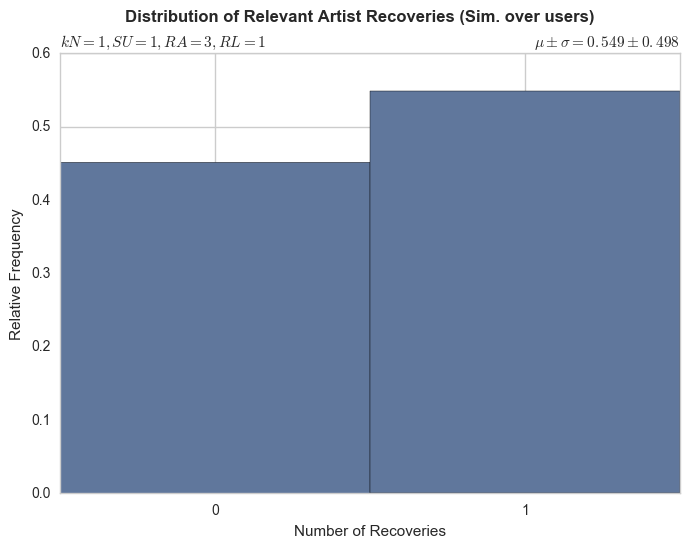 Distribution of Relevant Artist Recoveries (Sim. over users)
kN = 1, SU = 1, RA = 3, RL = 1
μ ± σ = 0.549 ± 0.498
0.6
0.5
0.4
0.3
0.2
0.1
0.0
Relative Frequency
0 1
Number of Recoveries